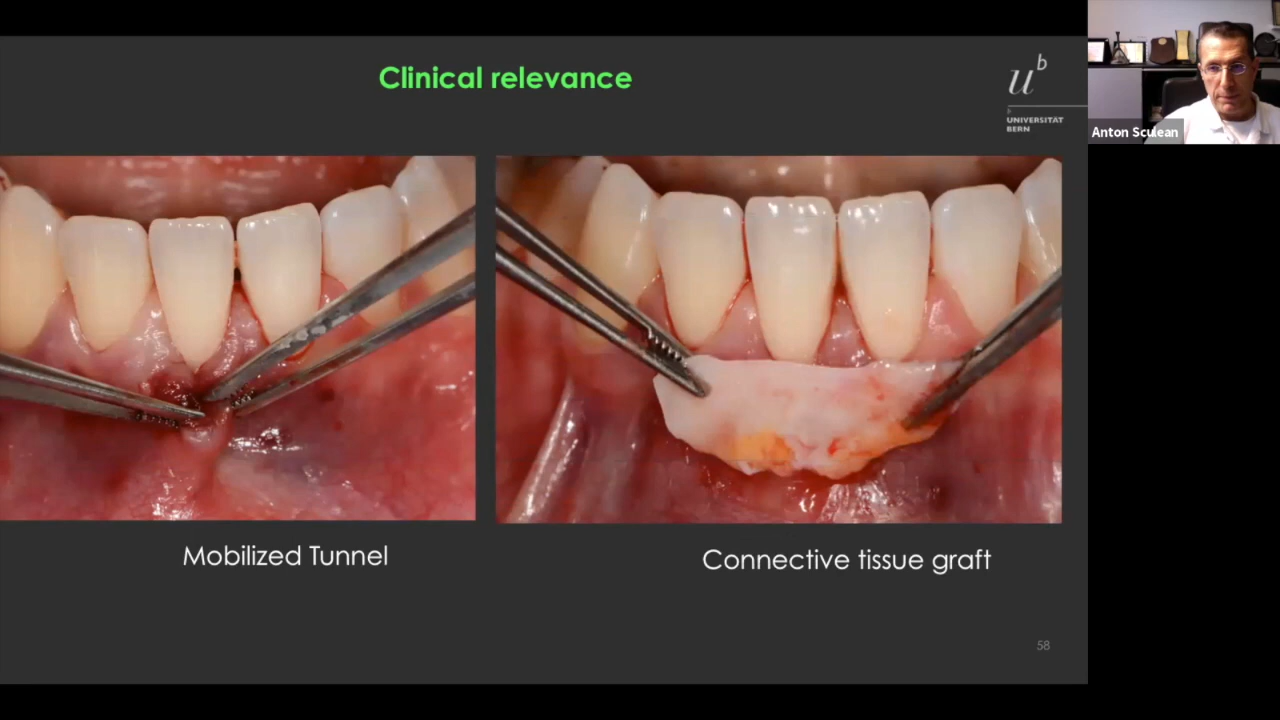 Clinical relevance
u b
b
UNIVERSITÄT
BERN
Anton Sculean
Mobilized Tunnel
Connective tissue graft
58